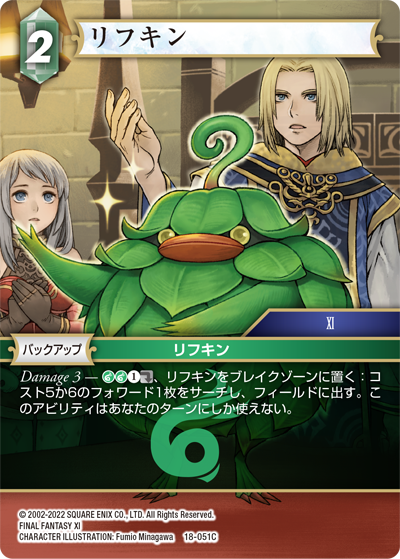 2
リフキン
XI
バックアップ
リフキン
Damage 3 — 1、リフキンをブレイクゾーンに置く：コ
スト5か6のフォワード1枚をサーチし、フィールドに出す。こ
のアビリティはあなたのターンにしか使えない。
© 2002-2022 SQUARE ENIX CO., LTD. All Rights Reserved.
FINAL FANTASY XI
CHARACTER ILLUSTRATION: Fumio Minagawa
18-051C